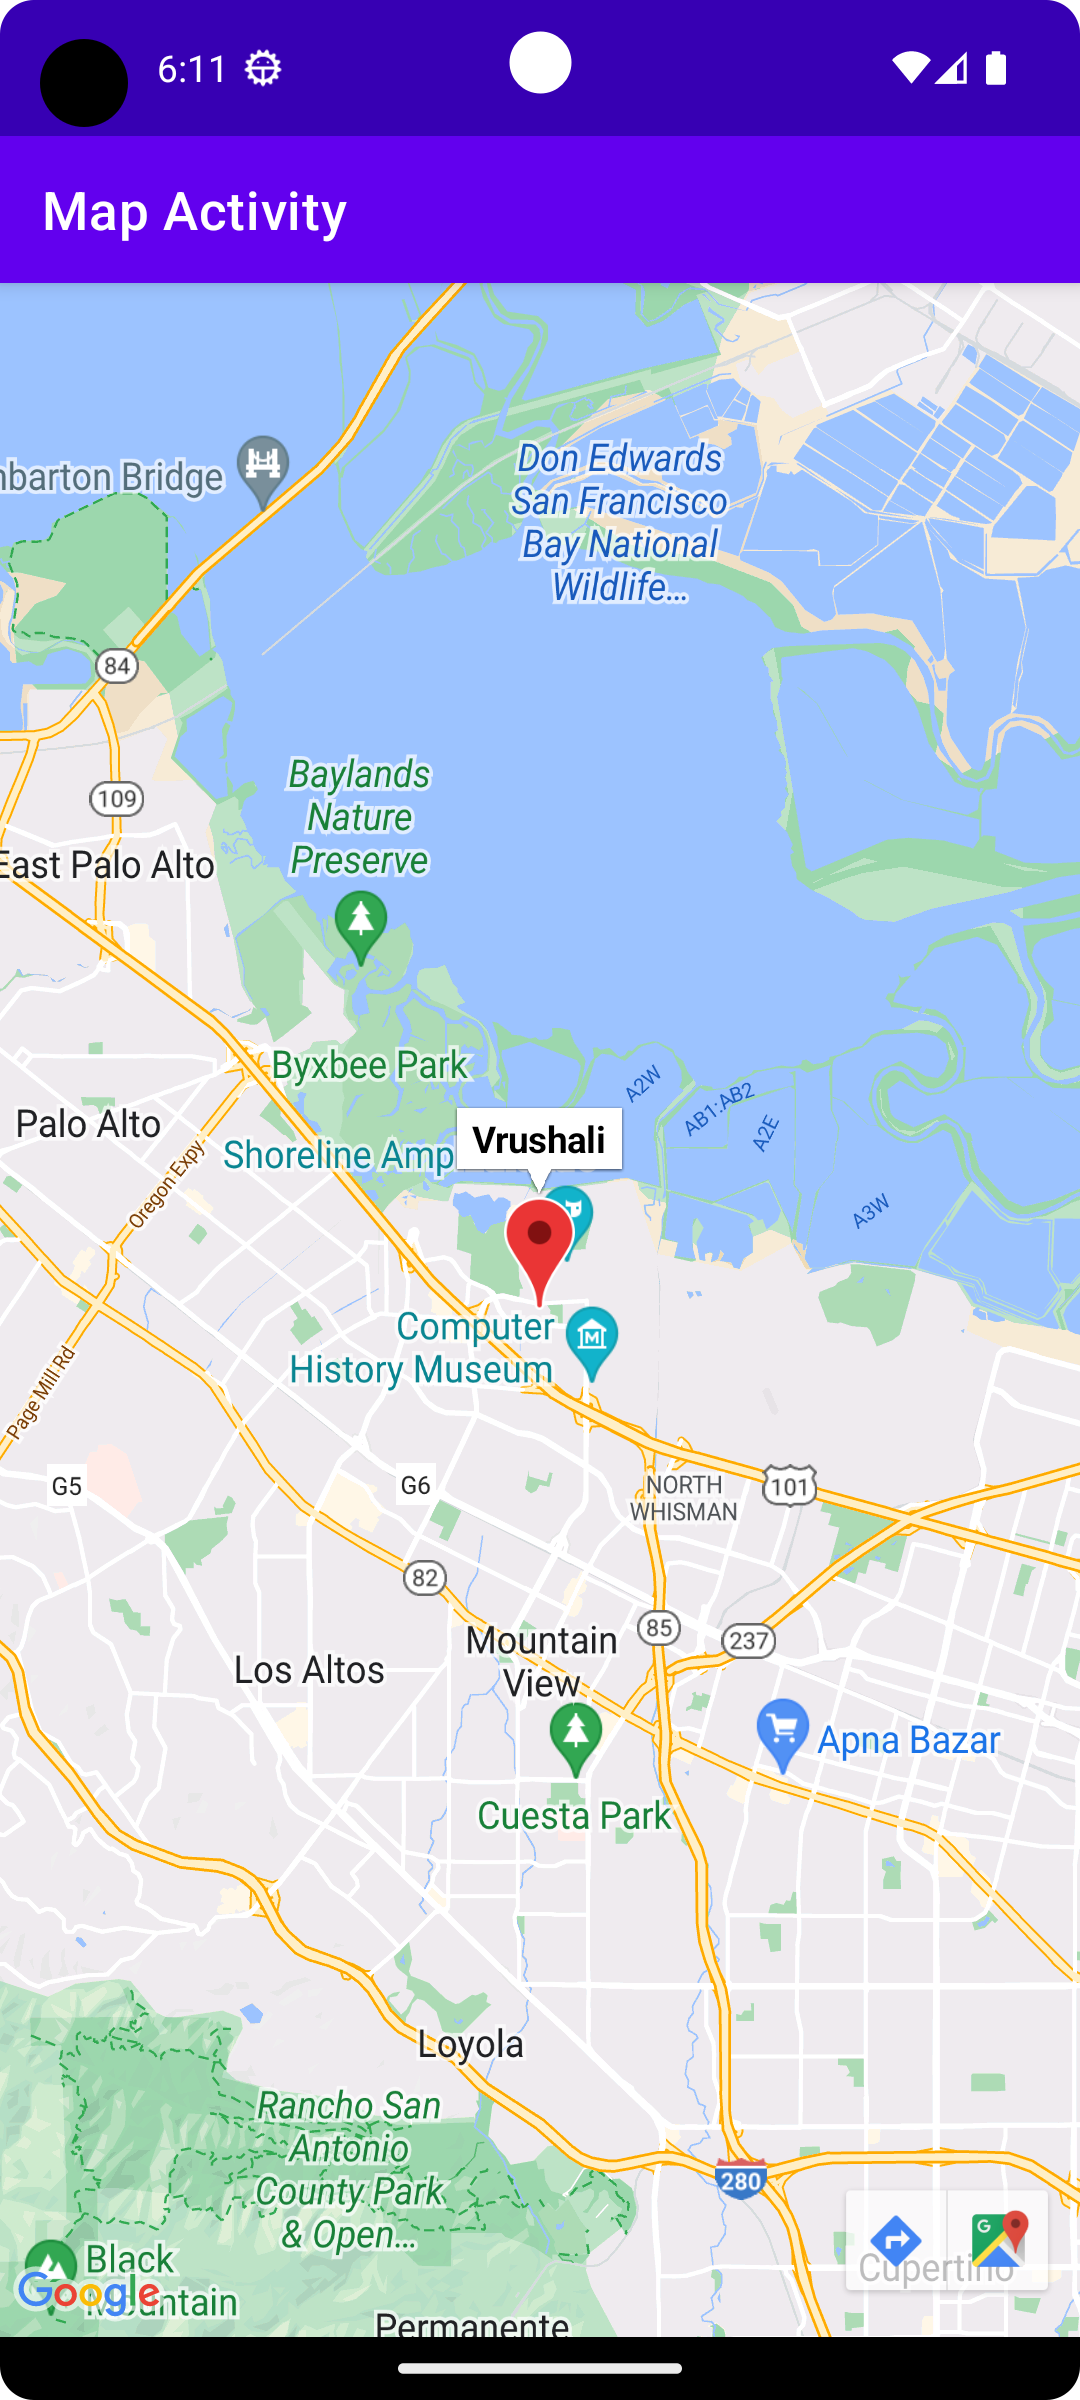 6:11
Map Activity
Don Edwards
San Francisco
Bay National
Wildlife...
nbarton Bridge
84
Baylands
Nature
Preserve
109
East Palo Alto
Byxbee Park
A2W
AB1:AB2
A2E
Palo Alto
Vrushali
Shoreline Amp
Oregon Expy
A3W
Computer
History Museum
Page Mill Rd
G5
G6
NORTH
WHISMAN
101
82
85
237
Mountain
View
Los Altos
Apna Bazar
Cuesta Park
Loyola
Rancho San
Antonio
County Park
& Open...
280
G
Cupertino
Black
Mountain
Google
Permanente